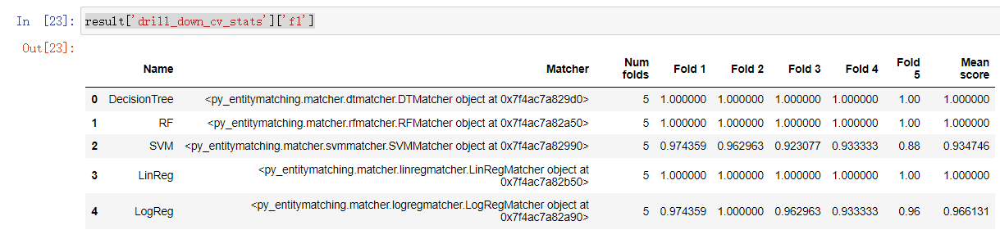 In [23]: result['drill_down_cv_stats']['f1']
Out[23]:
Name Matcher Num folds Fold 1 Fold 2 Fold 3 Fold 4 Fold 5 Mean score
0 DecisionTree <py_entitymatching.matcher.dtmatcher.DTMatcher object at 0x7f4ac7a829d0> 5 1.000000 1.000000 1.000000 1.000000 1.00 1.000000
1 RF <py_entitymatching.matcher.rfmatcher.RFMatcher object at 0x7f4ac7a82a50> 5 1.000000 1.000000 1.000000 1.000000 1.00 1.000000
2 SVM <py_entitymatching.matcher.svmmatcher.SVMMatcher object at 0x7f4ac7a82990> 5 0.974359 0.962963 0.923077 0.933333 0.88 0.934746
3 LinReg <py_entitymatching.matcher.linregmatcher.LinRegMatcher object at 0x7f4ac7a82b50> 5 1.000000 1.000000 1.000000 1.000000 1.00 1.000000
4 LogReg <py_entitymatching.matcher.logregmatcher.LogRegMatcher object at 0x7f4ac7a82a90> 5 0.974359 1.000000 0.962963 0.933333 0.96 0.966131